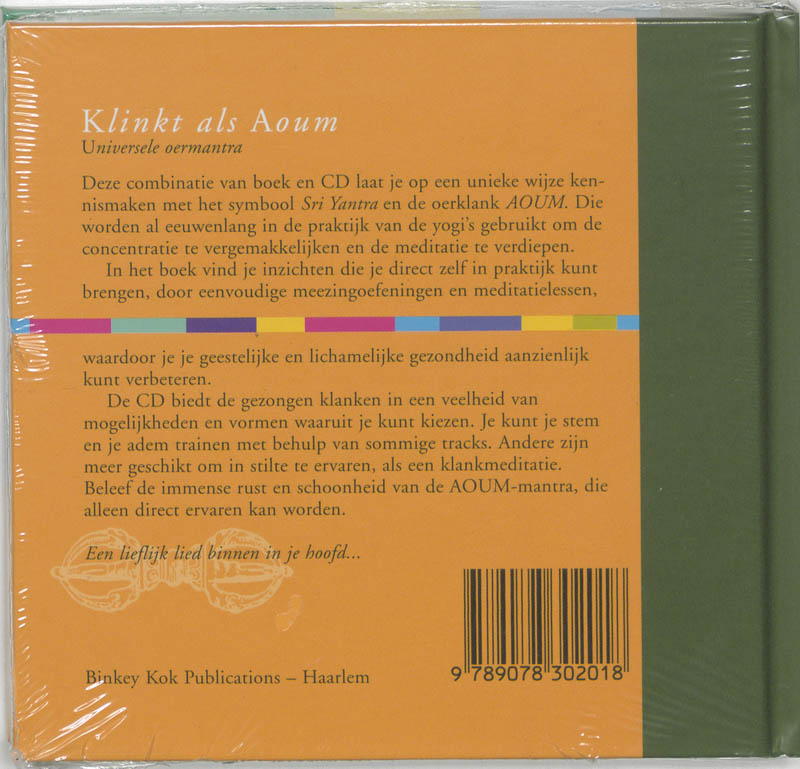 Klinkt als Aoum
Universele oermantra
Deze combinatie van boek en CD laat je op een unieke wijze ken-
nismaken met het symbool Sri Yantra en de oerklank AOUM. Die
worden al eeuwenlang in de praktijk van de yogi's gebruikt om de
concentratie te vergemakkelijken en de meditatie te verdiepen.
In het boek vind je inzichten die je direct zelf in praktijk kunt
brengen, door eenvoudige meezingoefeningen en meditatielessen,
waardoor je je geestelijke en lichamelijke gezondheid aanzienlijk
kunt verbeteren.
De CD biedt de gezongen klanken in een veelheid van
mogelijkheden en vormen waaruit je kunt kiezen. Je kunt je stem
en je adem trainen met behulp van sommige tracks. Andere zijn
meer geschikt om in stilte te ervaren, als een klankmeditatie.
Beleef de immense rust en schoonheid van de AOUM-mantra, die
alleen direct ervaren kan worden.
Een lieflijk lied binnen in je hoofd...
Binkey Kok Publications – Haarlem
9 789078 302018